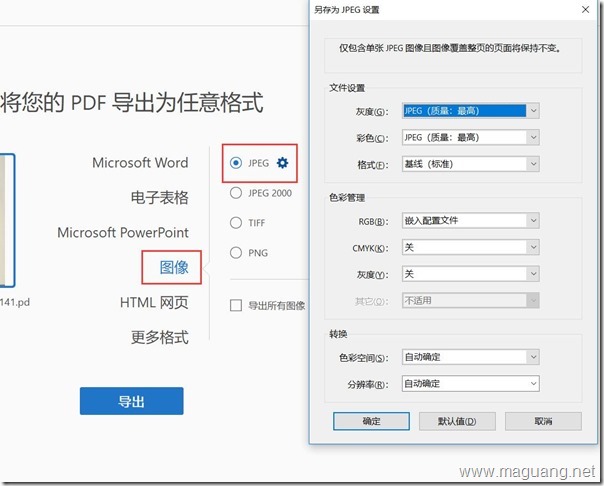 将您的 PDF 导出为任意格式
Microsoft Word
电子表格
Microsoft PowerPoint
图像
HTML 网页
更多格式
141.pd
JPEG
JPEG 2000
TIFF
PNG
导出所有图像
导出
另存为 JPEG 设置
仅包含单张 JPEG 图像且图像覆盖整页的页面将保持不变。
文件设置
灰度(G): JPEG（质量：最高）
彩色(C): JPEG（质量：最高）
格式(F): 基线（标准）
色彩管理
RGB(B): 嵌入配置文件
CMYK(K): 关
灰度(Y): 关
其它(O): 不适用
转换
色彩空间(S): 自动确定
分辨率(R): 自动确定
确定 默认值(D) 取消
www.maguang.net